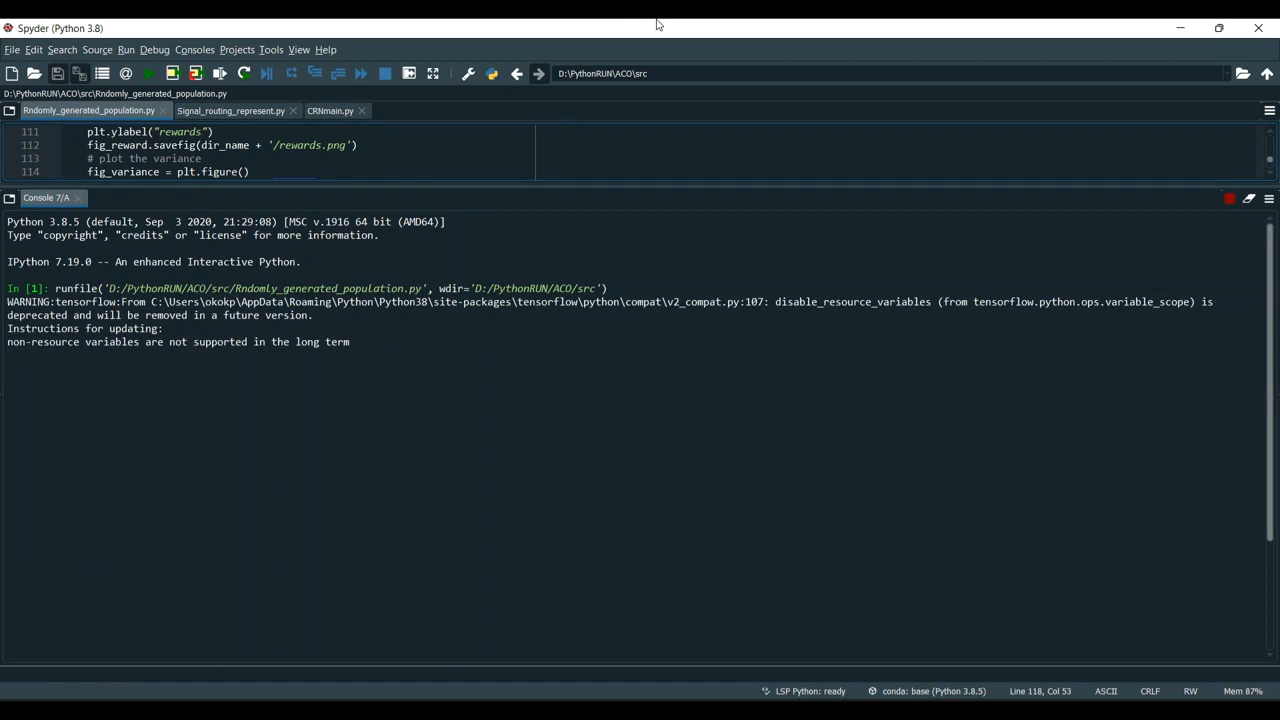 Spyder (Python 3.8)
File Edit Search Source Run Debug Consoles Projects Tools View Help
D:\PythonRUN\ACO\src
D:\PythonRUN\ACO\src\Rndomly_generated_population.py
Rndomly_generated_population.py Signal_routing_represent.py CRNmain.py
111 plt.ylabel("rewards")
112 fig_reward.savefig(dir_name + '/rewards.png')
113 # plot the variance
114 fig_variance = plt.figure()
Console 7/A
Python 3.8.5 (default, Sep  3 2020, 21:29:08) [MSC v.1916 64 bit (AMD64)]
Type "copyright", "credits" or "license" for more information.
IPython 7.19.0 -- An enhanced Interactive Python.
In [1]: runfile('D:/PythonRUN/ACO/src/Rndomly_generated_population.py', wdir='D:/PythonRUN/ACO/src')
WARNING:tensorflow:From C:\Users\okokp\AppData\Roaming\Python\Python38\site-packages\tensorflow\python\compat\v2_compat.py:107: disable_resource_variables (from tensorflow.python.ops.variable_scope) is
deprecated and will be removed in a future version.
Instructions for updating:
non-resource variables are not supported in the long term
LSP Python: ready conda: base (Python 3.8.5) Line 118, Col 53 ASCII CRLF RW Mem 87%